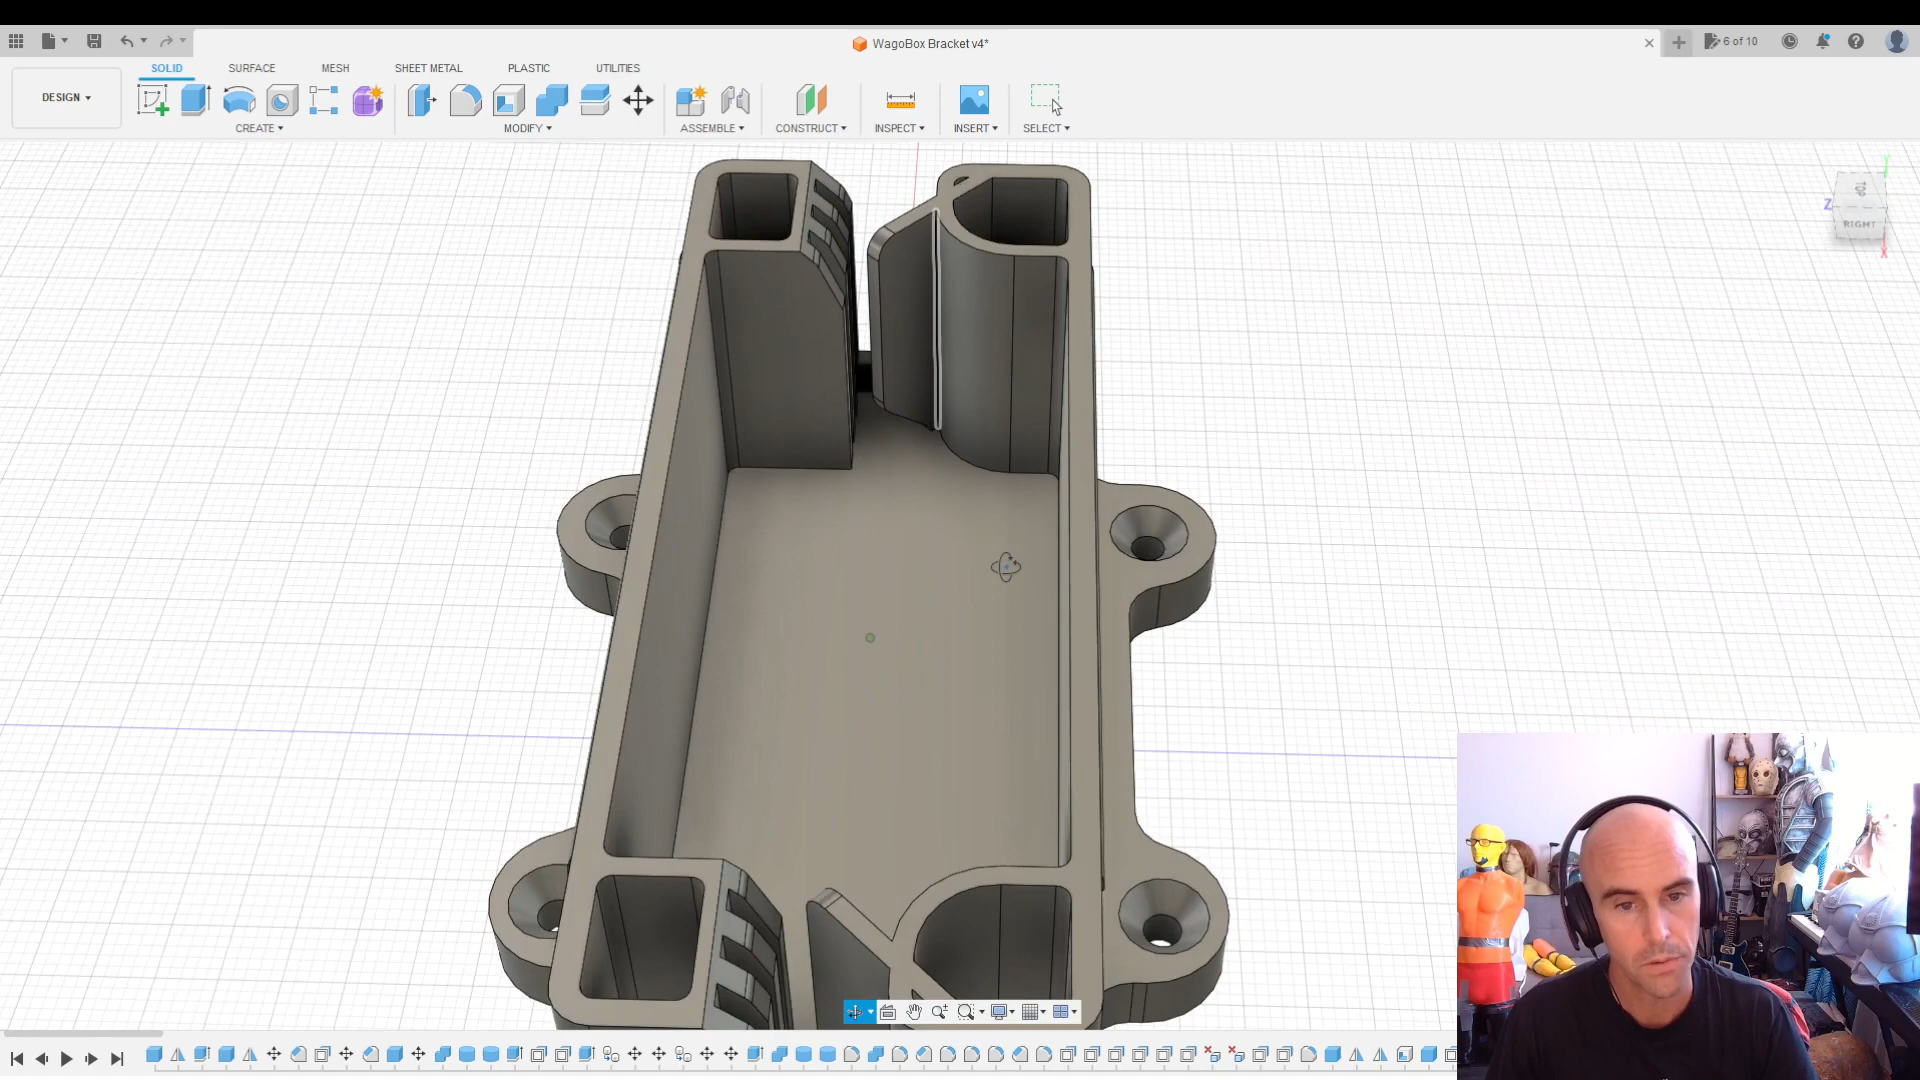 WagoBox Bracket v4*
6 of 10
DESIGN
SOLID
SURFACE
MESH
SHEET METAL
PLASTIC
UTILITIES
CREATE
MODIFY
ASSEMBLE
CONSTRUCT
INSPECT
INSERT
SELECT
Y
TOP
Z
RIGHT
X